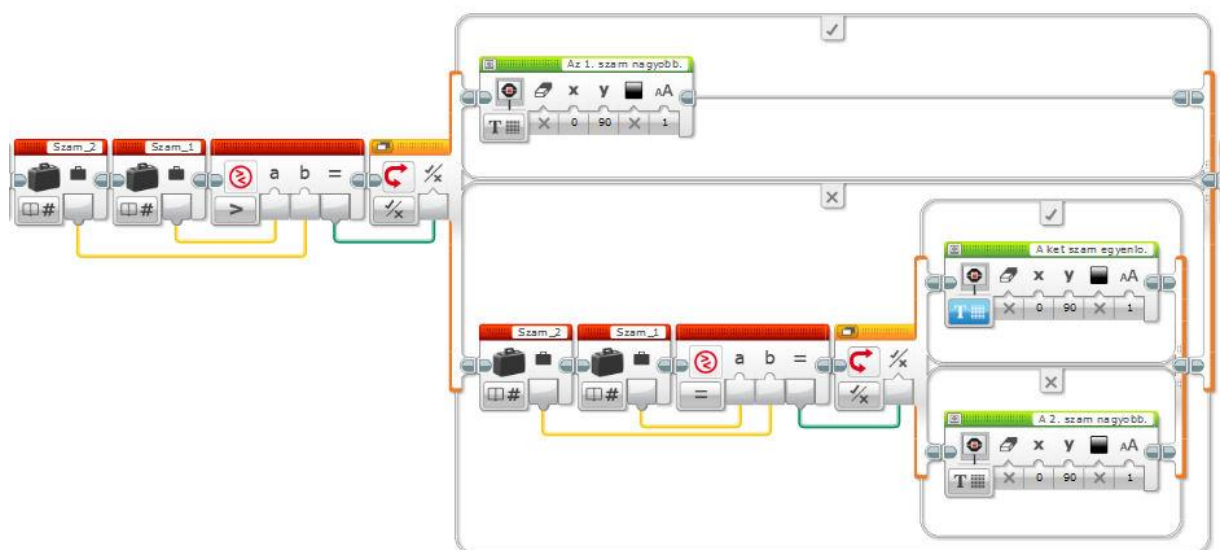 Az 1. szam nagyobb.
x y AA
T 0 90 1
Szam_2 Szam_1
a b =
# # >
A ket szam egyenlo.
x y AA
T 0 90 1
Szam_2 Szam_1
a b =
# # =
A 2. szam nagyobb.
x y AA
T 0 90 1